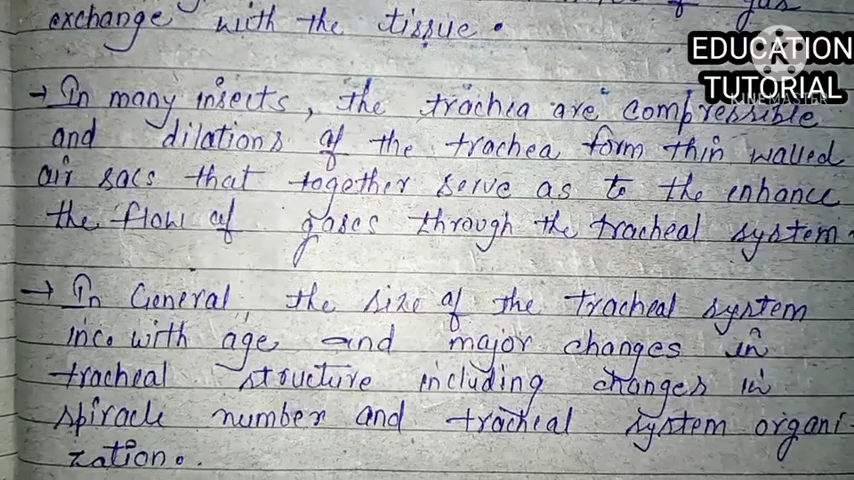 of gas
exchange with the tissue.
EDUCATION
TUTORIAL
KINEMASTER
→ In many insects, the trachea are compressible
and dilations of the trachea form thin walled
air sacs that together serve as to the enhance
the flow of gases through the tracheal system.
→ In General, the size of the tracheal system
inc. with age and major changes in
tracheal structure including changes in
spiracle number and tracheal system organi-
zation.